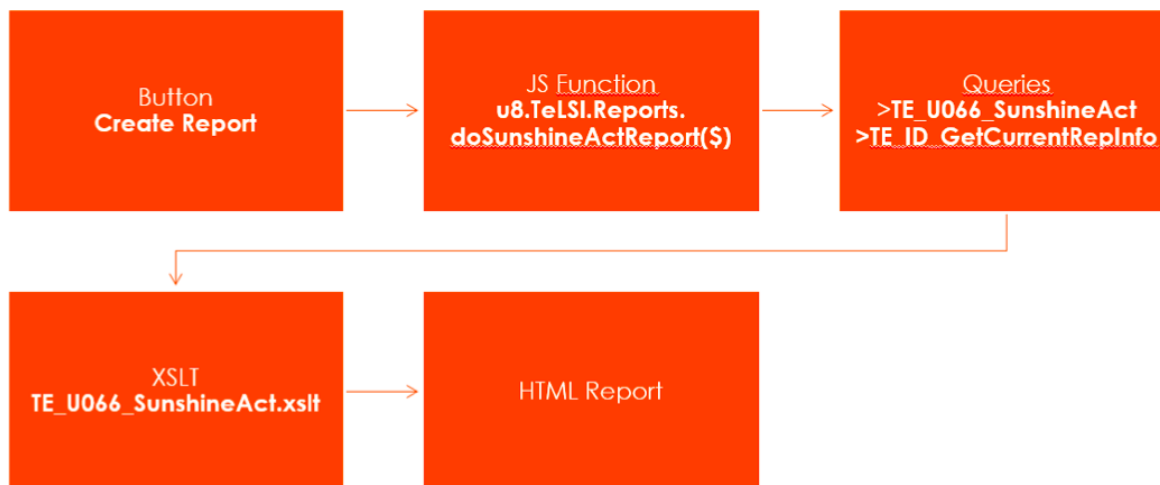 Button
Create Report
JS Function
u8.TeLSI.Reports.
doSunshineActReport($)
Queries
>TE_U066_SunshineAct
>TE_ID_GetCurrentRepInfo
XSLT
TE_U066_SunshineAct.xslt
HTML Report